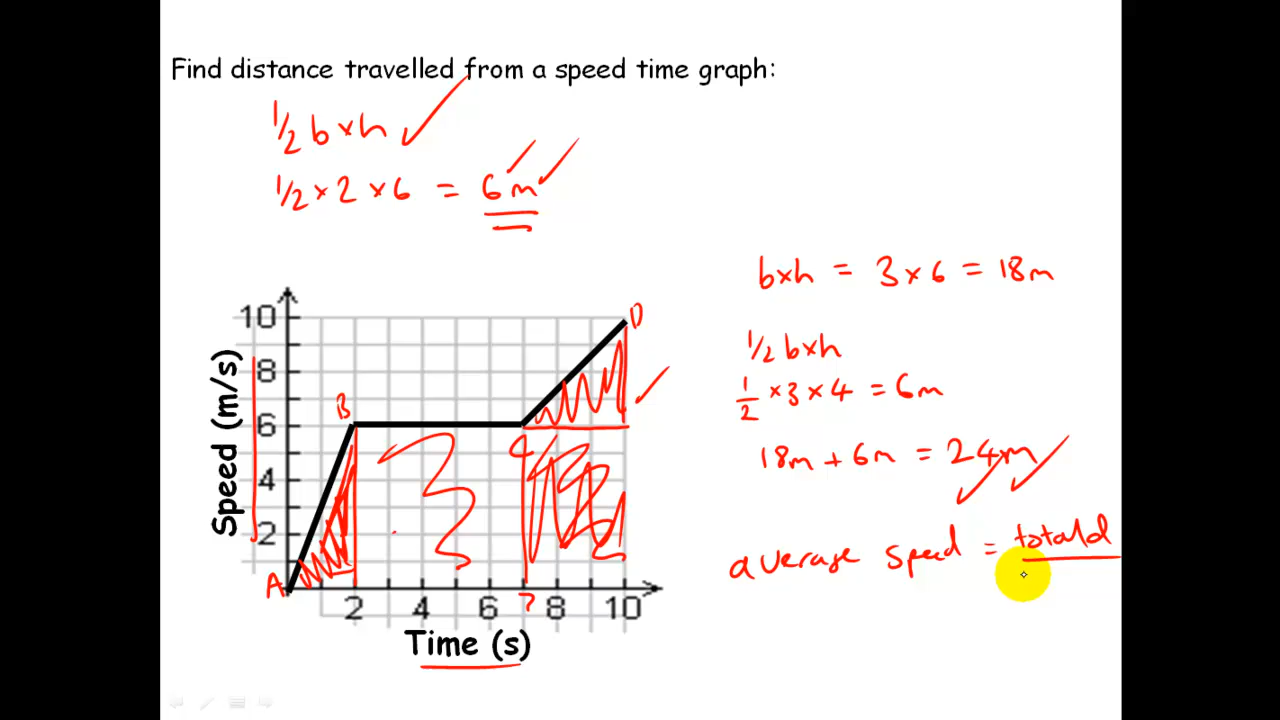 Find distance travelled from a speed time graph:
½ b×h
½ × 2 × 6 = 6m
b×h = 3 × 6 = 18m
½ b×h
½ × 3 × 4 = 6m
18m + 6m = 24m
average speed = total d
Speed (m/s)
10
8
6
4
2
A
B
C
D
2 4 6 7 8 10
Time (s)